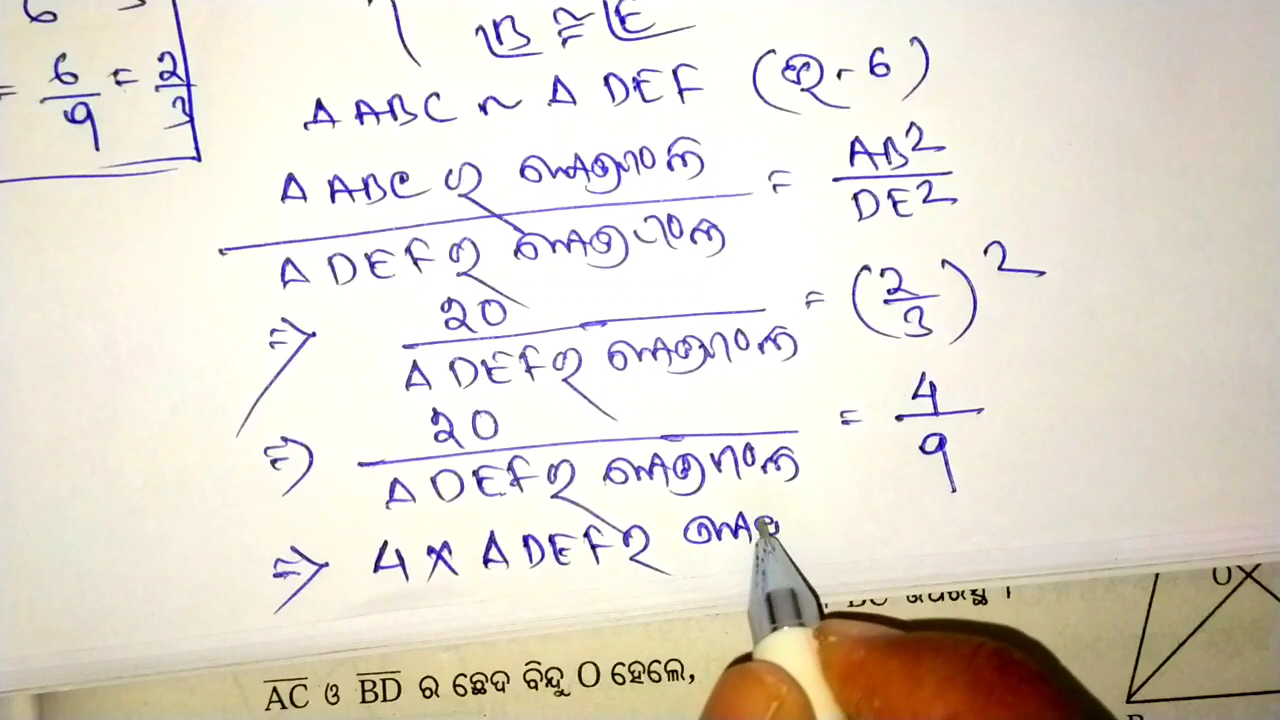 6
= 6/9 = 2/3
∠B ≅ ∠E
Δ ABC ~ Δ DEF (ଉ.-6)
Δ ABC ର କ୍ଷେତ୍ରଫଳ / Δ DEF ର କ୍ଷେତ୍ରଫଳ = AB² / DE²
⇒ 20 / Δ DEF ର କ୍ଷେତ୍ରଫଳ = (2/3)²
⇒ 20 / Δ DEF ର କ୍ଷେତ୍ରଫଳ = 4/9
⇒ 4 × Δ DEF ର
AC ଓ BD ର ଛେଦ ବିନ୍ଦୁ O ହେଲେ,
O